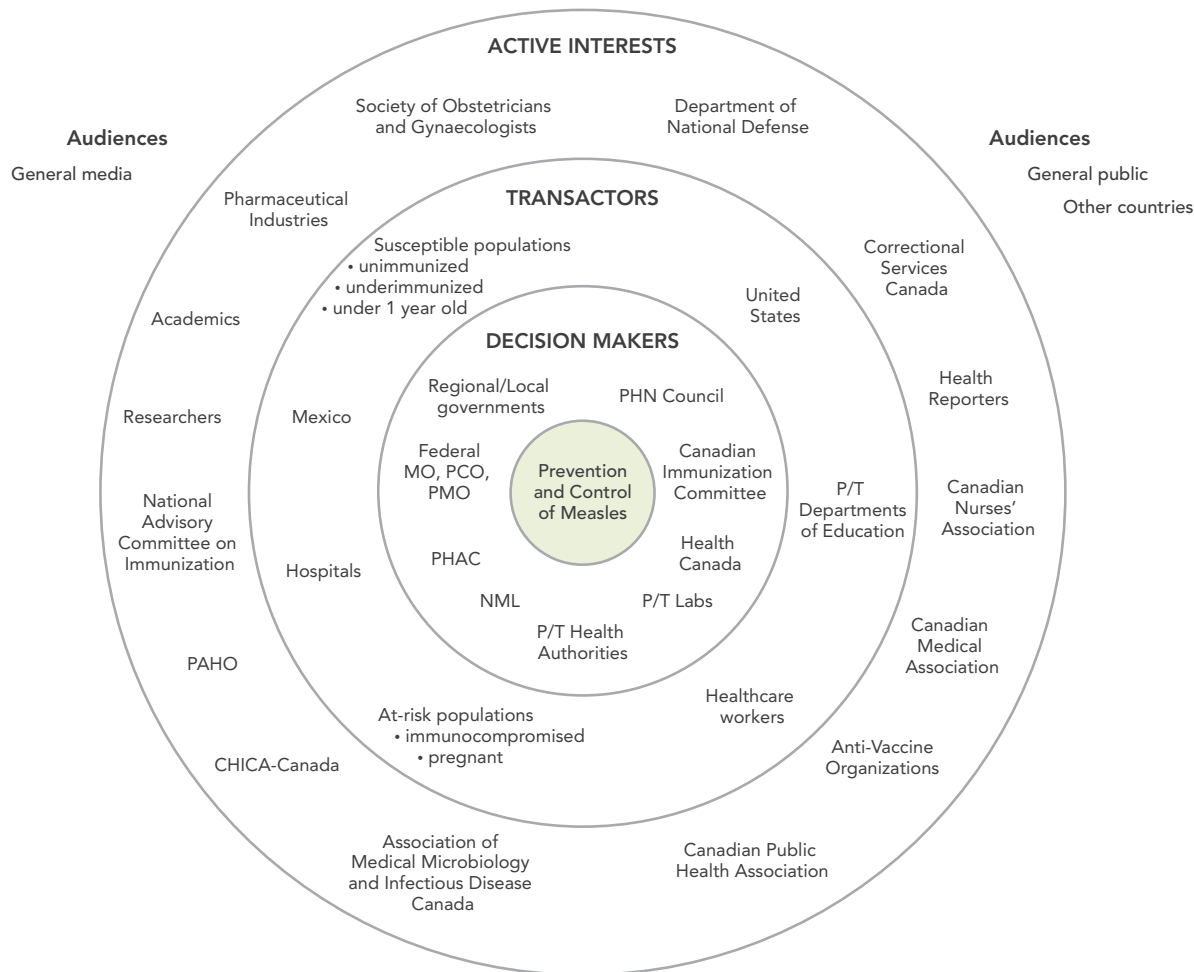 ACTIVE INTERESTS
Society of Obstetricians
and Gynaecologists
Department of
National Defense
Audiences
General media
Audiences
General public
Other countries
Pharmaceutical
Industries
TRANSACTORS
Susceptible populations
• unimmunized
• underimmunized
• under 1 year old
Correctional
Services
Canada
United
States
Academics
DECISION MAKERS
Regional/Local
governments
PHN Council
Health
Reporters
Researchers
Mexico
Federal
MO, PCO,
PMO
Prevention
and Control
of Measles
Canadian
Immunization
Committee
P/T
Departments
of Education
Canadian
Nurses’
Association
National
Advisory
Committee on
Immunization
Hospitals
PHAC
Health
Canada
NML
P/T Labs
P/T Health
Authorities
Canadian
Medical
Association
PAHO
Healthcare
workers
At-risk populations
• immunocompromised
• pregnant
CHICA-Canada
Anti-Vaccine
Organizations
Association of
Medical Microbiology
and Infectious Disease
Canada
Canadian Public
Health Association